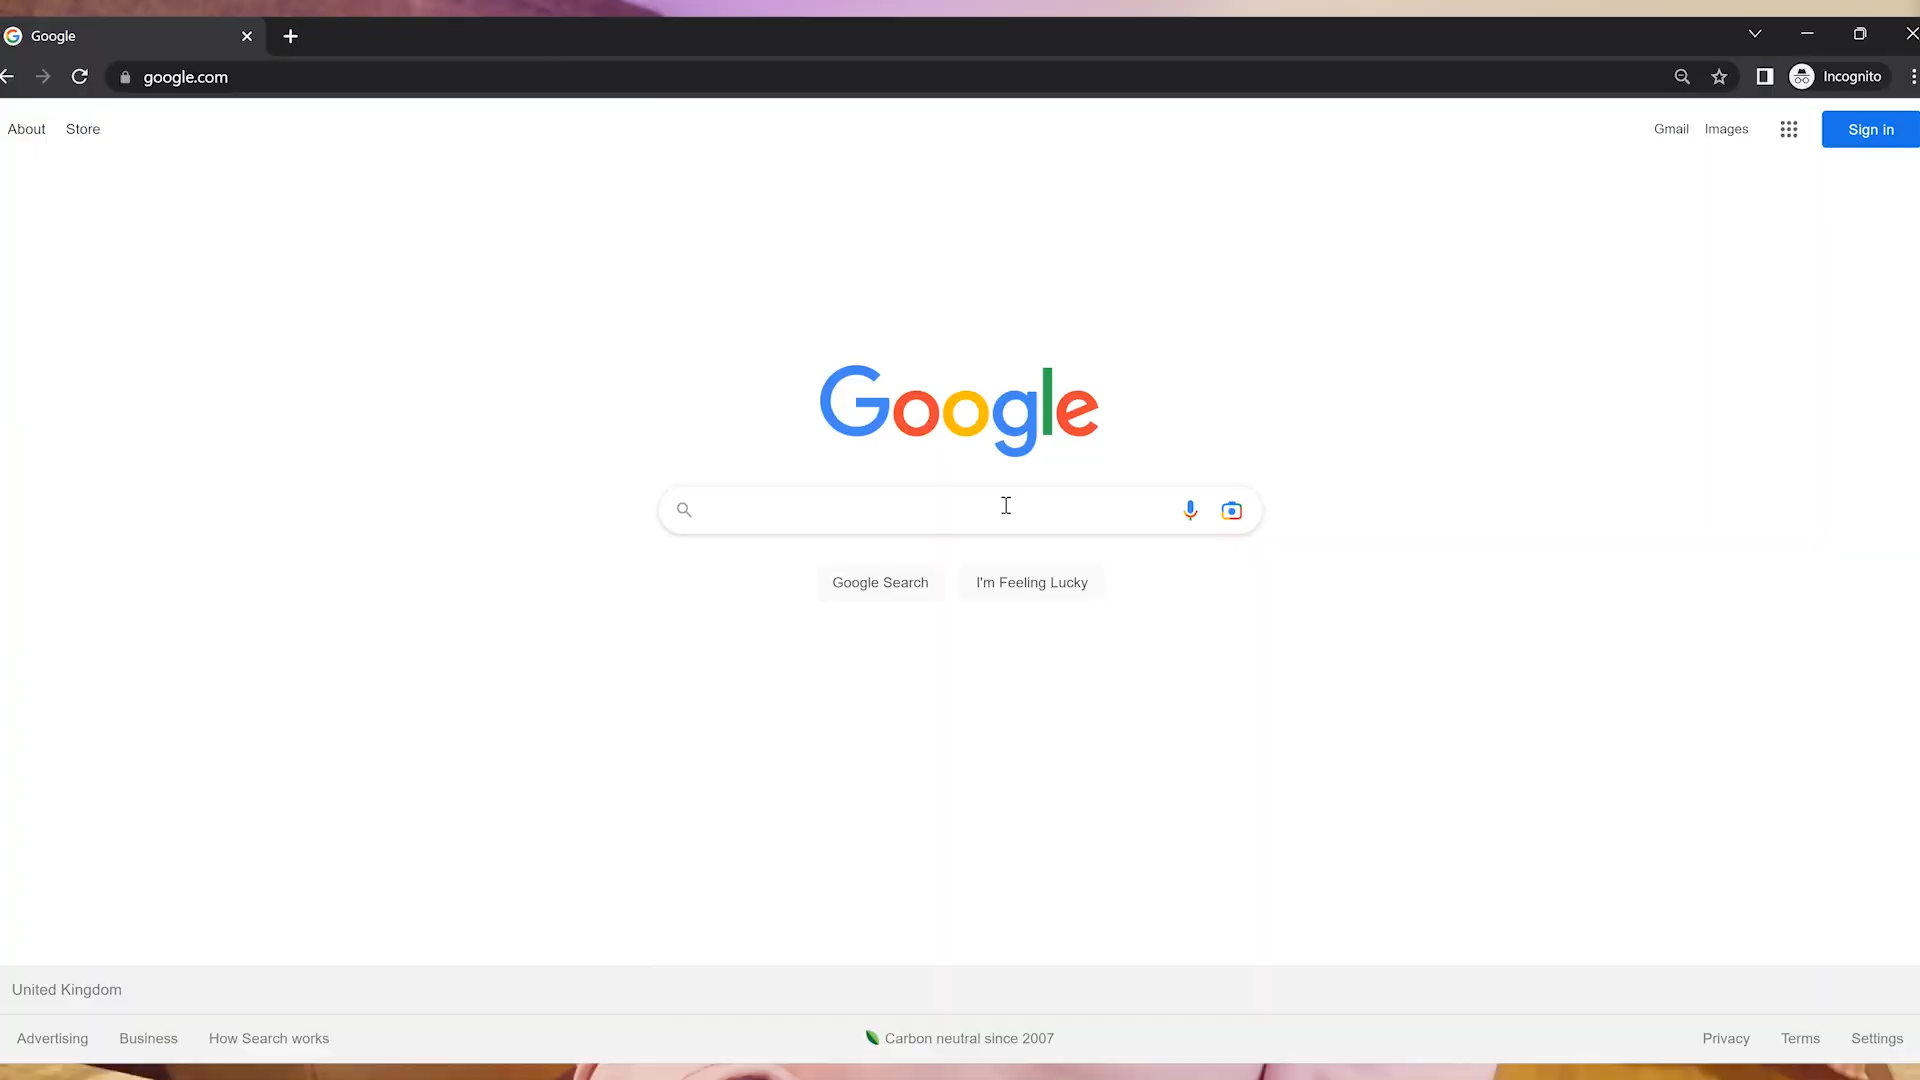 Google
google.com
Incognito
About Store
Gmail Images Sign in
Google
Google Search I'm Feeling Lucky
United Kingdom
Advertising Business How Search works
Carbon neutral since 2007
Privacy Terms Settings